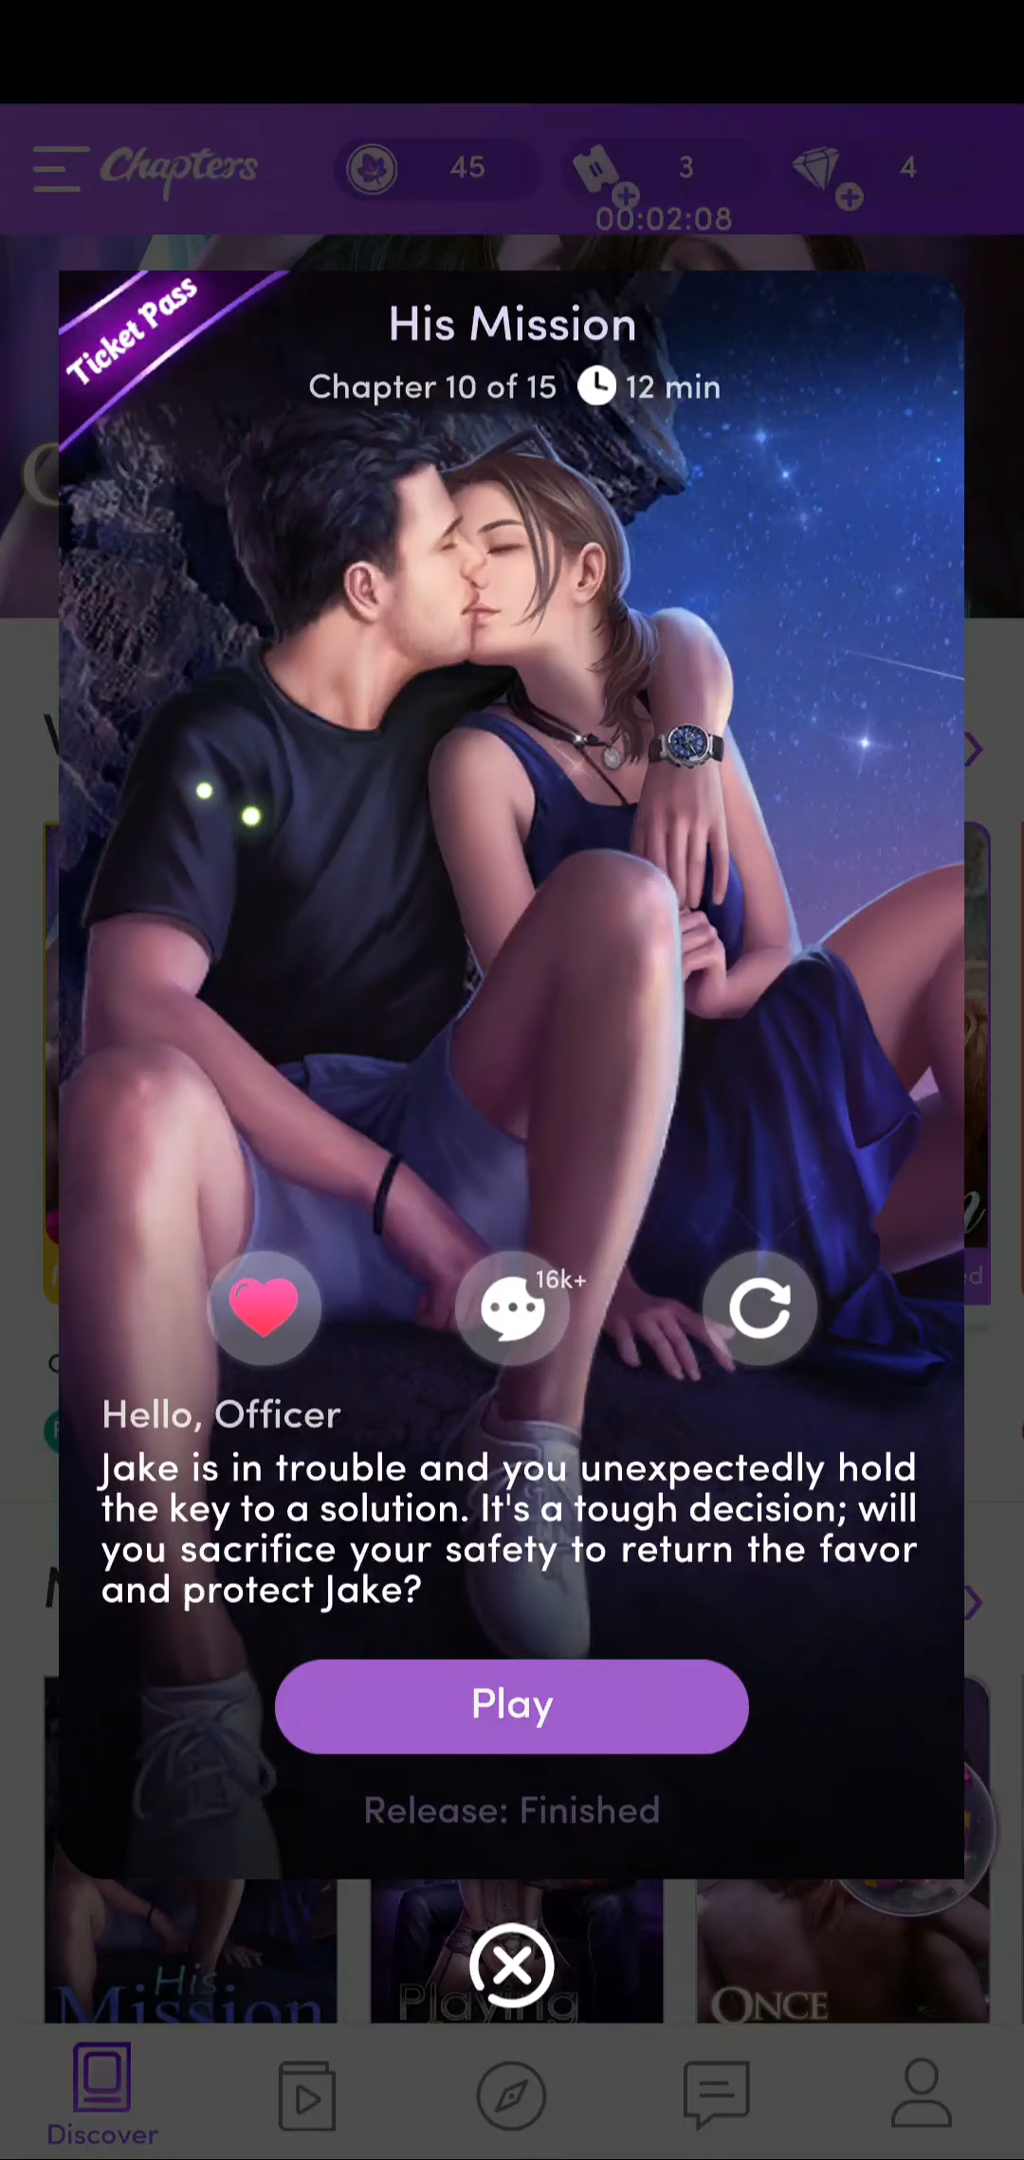 Chapters
45
3
4
00:02:08
Ticket Pass
His Mission
Chapter 10 of 15 12 min
16k+
Hello, Officer
Jake is in trouble and you unexpectedly hold
the key to a solution. It's a tough decision; will
you sacrifice your safety to return the favor
and protect Jake?
Play
Release: Finished
His
Mission
Playing
ONCE
Discover